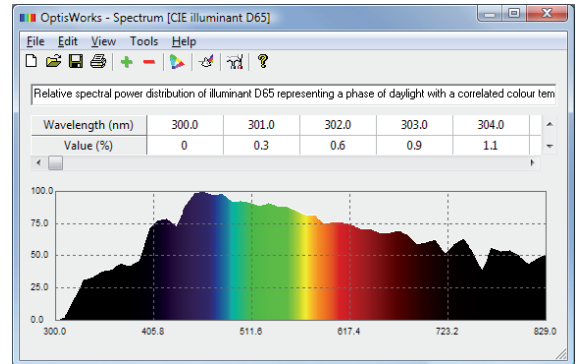 OptisWorks - Spectrum [CIE illuminant D65]
File Edit View Tools Help
Relative spectral power distribution of illuminant D65 representing a phase of daylight with a correlated colour tem
Wavelength (nm) 300.0 301.0 302.0 303.0 304.0
Value (%) 0 0.3 0.6 0.9 1.1
100.0
75.0
50.0
25.0
0.0
300.0 405.8 511.6 617.4 723.2 829.0